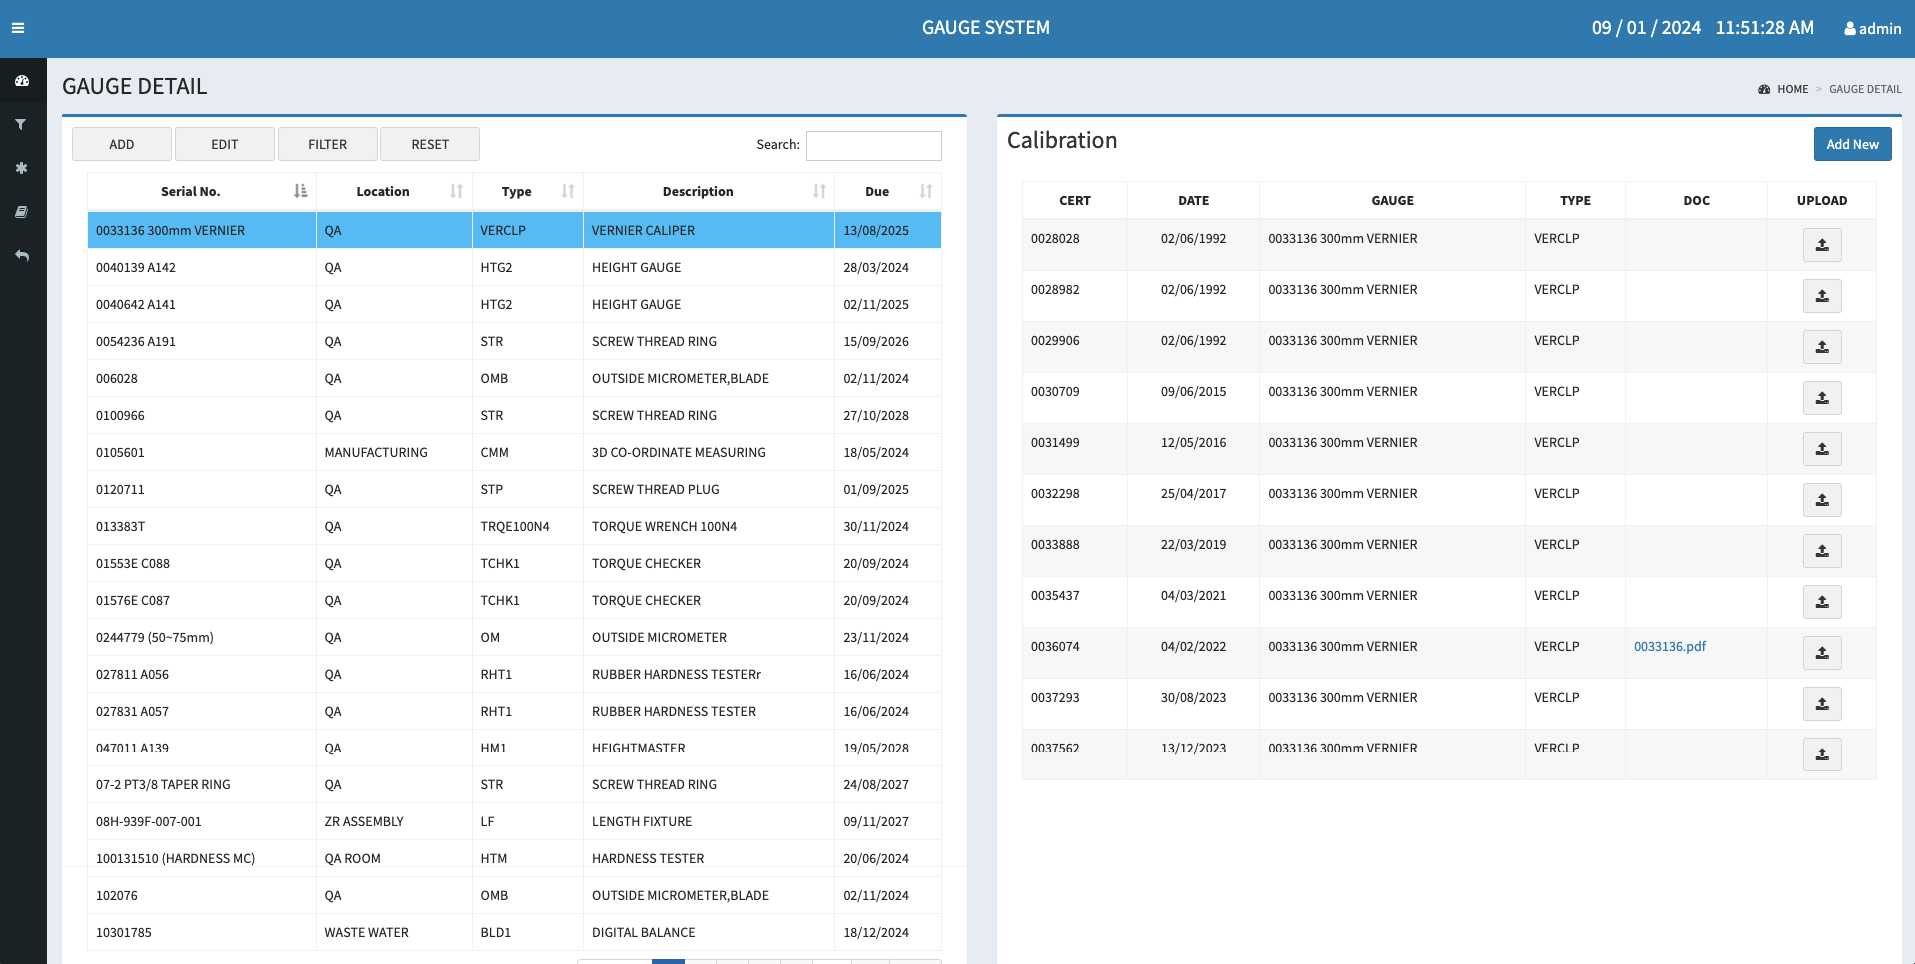 GAUGE SYSTEM
09 / 01 / 2024 11:51:28 AM admin
GAUGE DETAIL
HOME > GAUGE DETAIL
ADD EDIT FILTER RESET Search:
Serial No. Location Type Description Due
0033136 300mm VERNIER QA VERCLP VERNIER CALIPER 13/08/2025
0040139 A142 QA HTG2 HEIGHT GAUGE 28/03/2024
0040642 A141 QA HTG2 HEIGHT GAUGE 02/11/2025
0054236 A191 QA STR SCREW THREAD RING 15/09/2026
006028 QA OMB OUTSIDE MICROMETER,BLADE 02/11/2024
0100966 QA STR SCREW THREAD RING 27/10/2028
0105601 MANUFACTURING CMM 3D CO-ORDINATE MEASURING 18/05/2024
0120711 QA STP SCREW THREAD PLUG 01/09/2025
013383T QA TRQE100N4 TORQUE WRENCH 100N4 30/11/2024
01553E C088 QA TCHK1 TORQUE CHECKER 20/09/2024
01576E C087 QA TCHK1 TORQUE CHECKER 20/09/2024
0244779 (50~75mm) QA OM OUTSIDE MICROMETER 23/11/2024
027811 A056 QA RHT1 RUBBER HARDNESS TESTERr 16/06/2024
027831 A057 QA RHT1 RUBBER HARDNESS TESTER 16/06/2024
047011 A139 QA HM1 HEIGHTMASTER 19/05/2028
07-2 PT3/8 TAPER RING QA STR SCREW THREAD RING 24/08/2027
08H-939F-007-001 ZR ASSEMBLY LF LENGTH FIXTURE 09/11/2027
100131510 (HARDNESS MC) QA ROOM HTM HARDNESS TESTER 20/06/2024
102076 QA OMB OUTSIDE MICROMETER,BLADE 02/11/2024
10301785 WASTE WATER BLD1 DIGITAL BALANCE 18/12/2024
Calibration
Add New
CERT DATE GAUGE TYPE DOC UPLOAD
0028028 02/06/1992 0033136 300mm VERNIER VERCLP
0028982 02/06/1992 0033136 300mm VERNIER VERCLP
0029906 02/06/1992 0033136 300mm VERNIER VERCLP
0030709 09/06/2015 0033136 300mm VERNIER VERCLP
0031499 12/05/2016 0033136 300mm VERNIER VERCLP
0032298 25/04/2017 0033136 300mm VERNIER VERCLP
0033888 22/03/2019 0033136 300mm VERNIER VERCLP
0035437 04/03/2021 0033136 300mm VERNIER VERCLP
0036074 04/02/2022 0033136 300mm VERNIER VERCLP 0033136.pdf
0037293 30/08/2023 0033136 300mm VERNIER VERCLP
0037562 13/12/2023 0033136 300mm VERNIER VERCLP